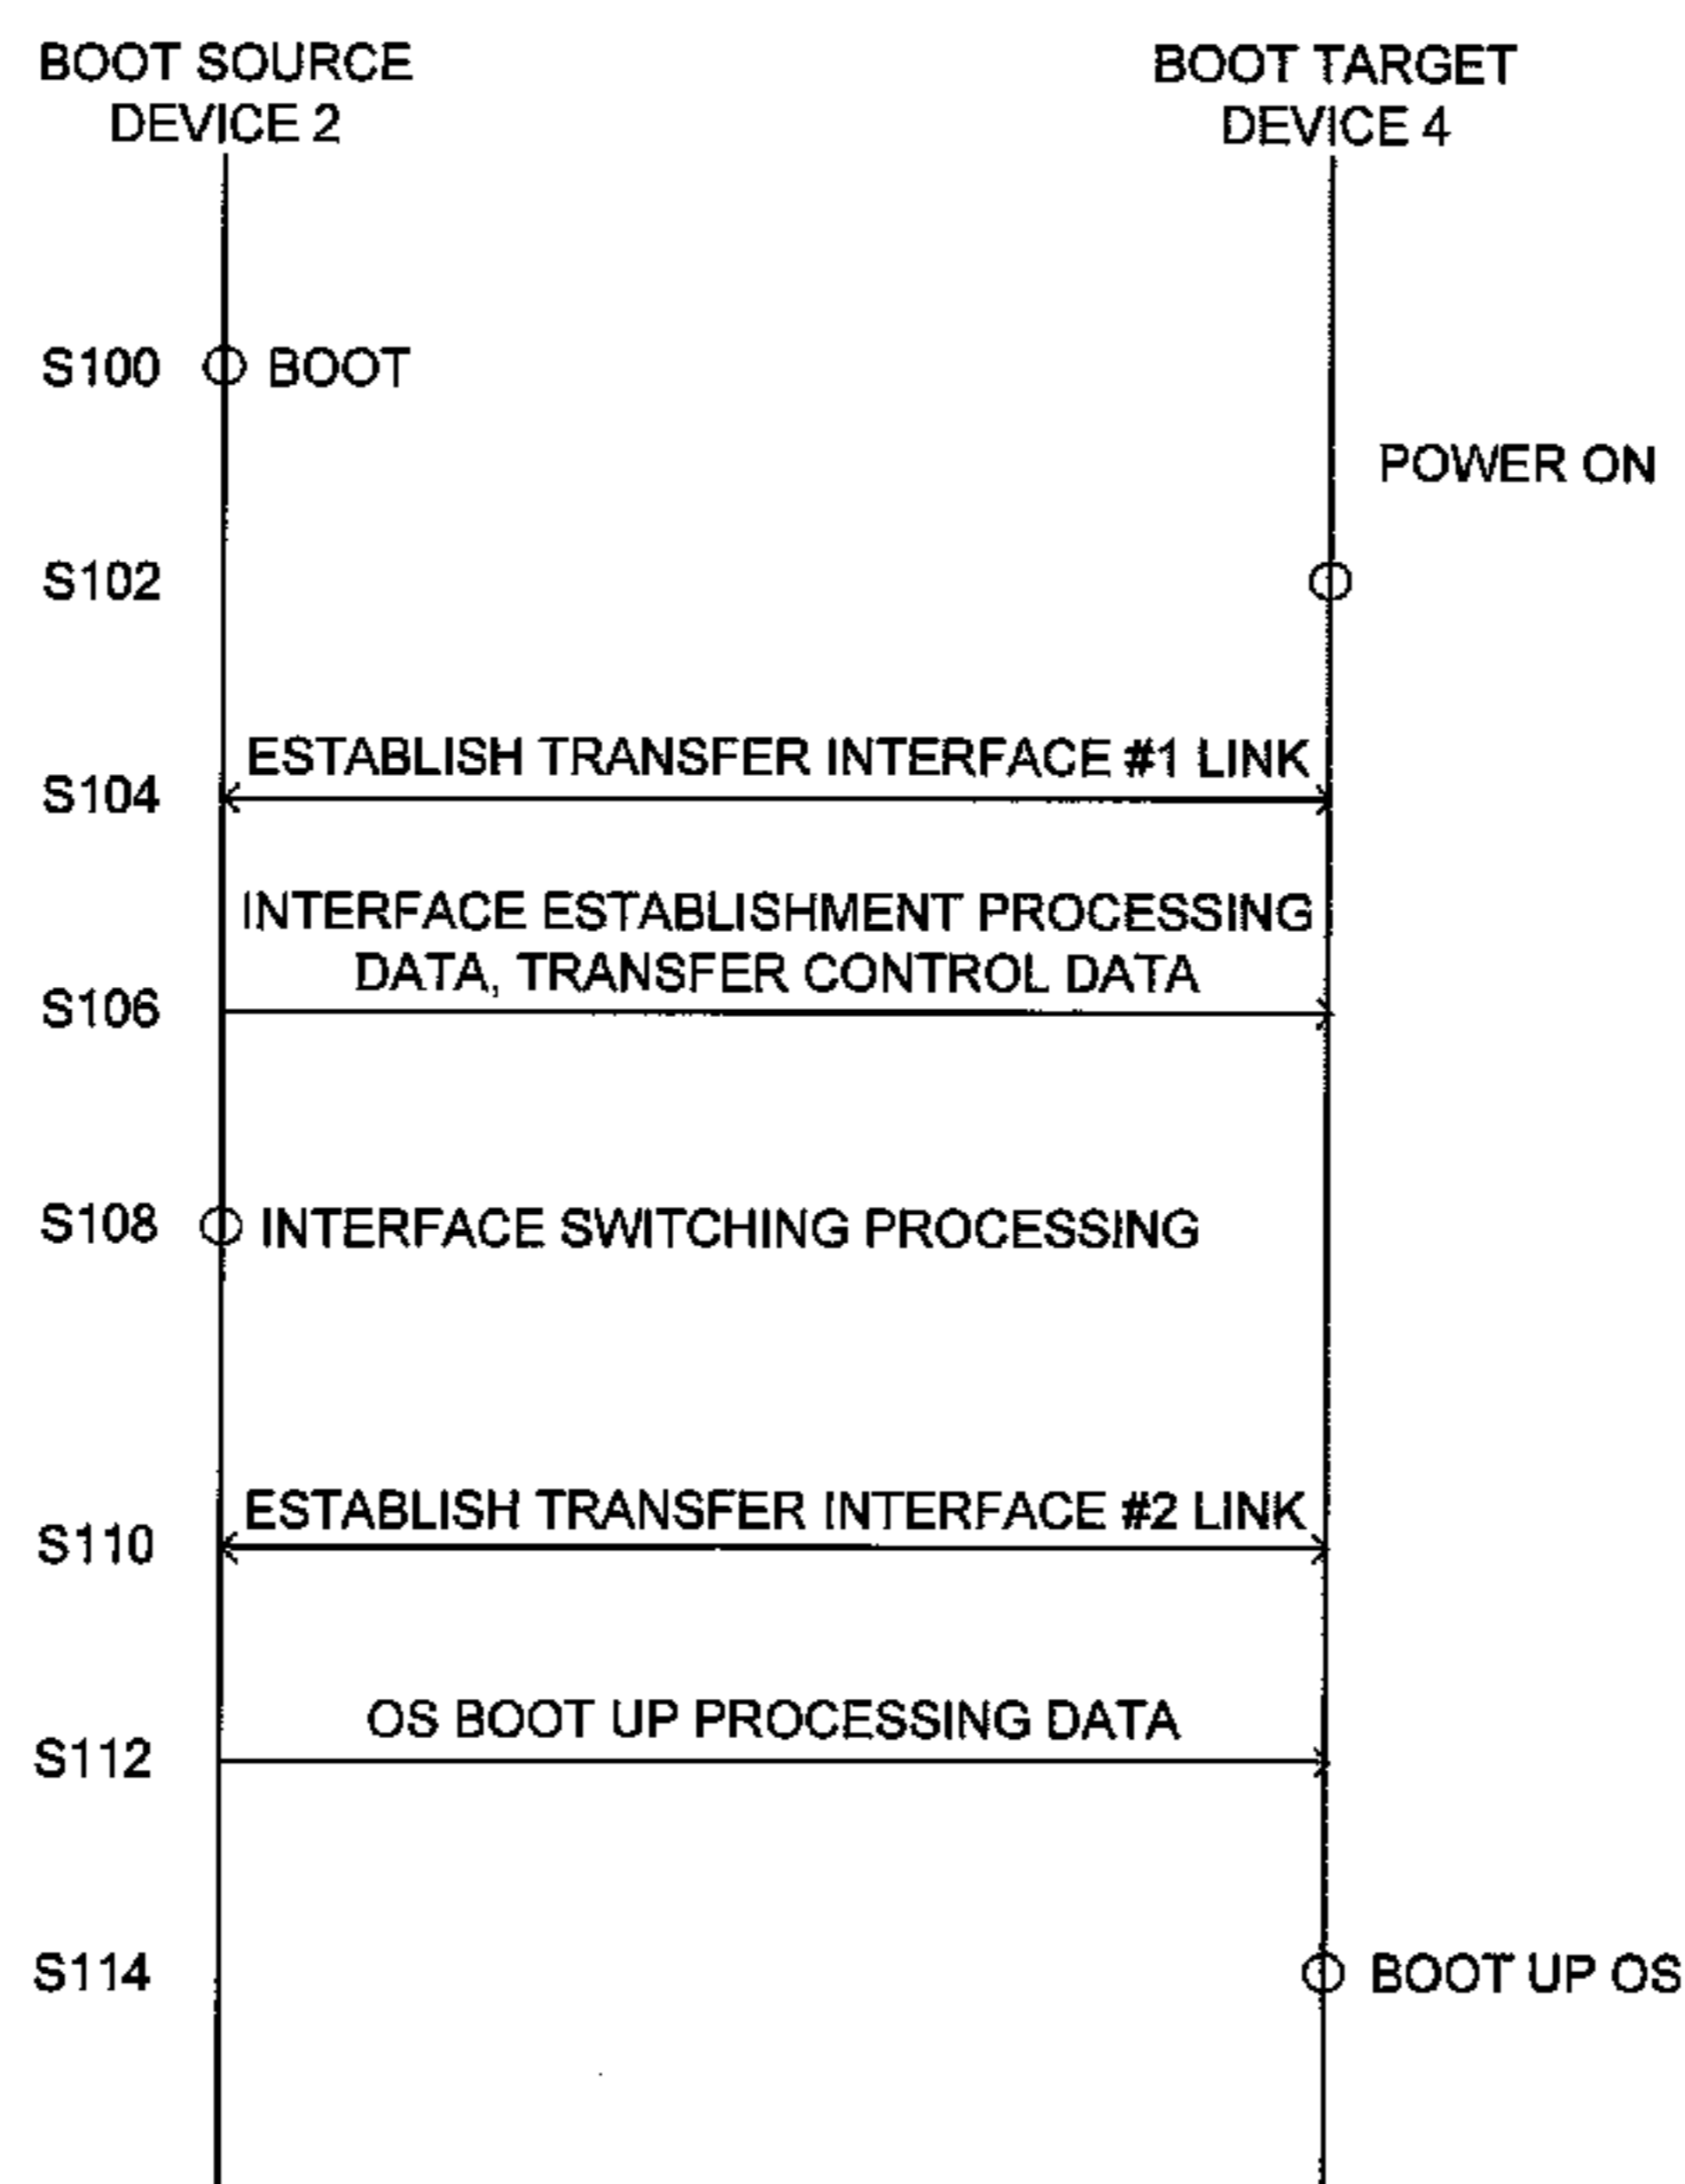 BOOT SOURCE
DEVICE 2
BOOT TARGET
DEVICE 4
S100
BOOT
POWER ON
S102
ESTABLISH TRANSFER INTERFACE #1 LINK
S104
INTERFACE ESTABLISHMENT PROCESSING
DATA, TRANSFER CONTROL DATA
S106
S108
INTERFACE SWITCHING PROCESSING
ESTABLISH TRANSFER INTERFACE #2 LINK
S110
OS BOOT UP PROCESSING DATA
S112
S114
BOOT UP OS